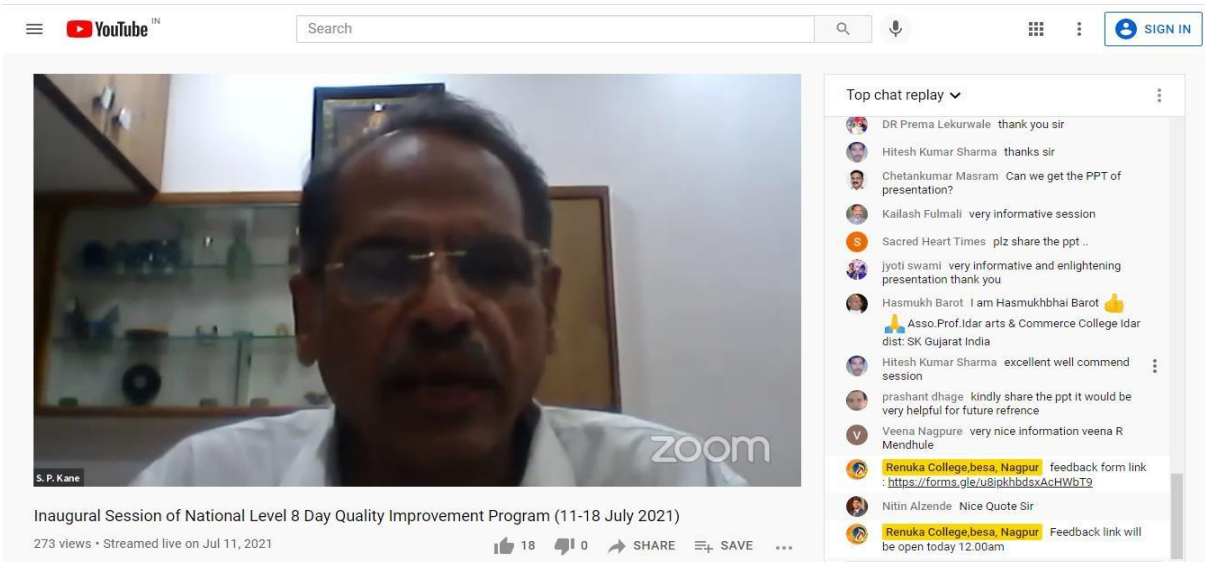 YouTube IN
Search
SIGN IN
Top chat replay
DR Prema Lekurwale thank you sir
Hitesh Kumar Sharma thanks sir
Chetankumar Masram Can we get the PPT of
presentation?
Kailash Fulmali very informative session
S Sacred Heart Times plz share the ppt ..
jyoti swami very informative and enlightening
presentation thank you
Hasmukh Barot I am Hasmukhbhai Barot 👍
🙏 Asso.Prof.Idar arts & Commerce College Idar
dist: SK Gujarat India
Hitesh Kumar Sharma excellent well commend
session
prashant dhage kindly share the ppt it would be
very helpful for future refrence
V Veena Nagpure very nice information veena R
Mendhule
Renuka College,besa, Nagpur feedback form link
: https://forms.gle/u8ipkhbdsxAcHWbT9
Nitin Alzende Nice Quote Sir
Renuka College,besa, Nagpur Feedback link will
be open today 12.00am
zoom
S. P. Kane
Inaugural Session of National Level 8 Day Quality Improvement Program (11-18 July 2021)
273 views • Streamed live on Jul 11, 2021
18 0 SHARE SAVE ...